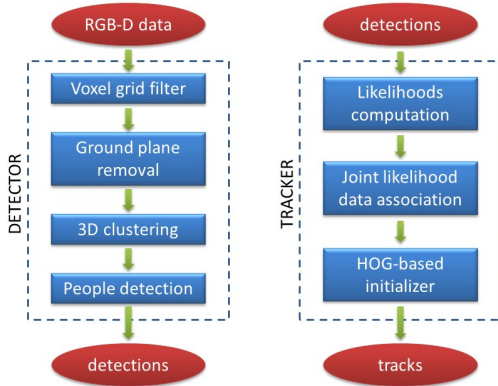 RGB-D data
DETECTOR
Voxel grid filter
Ground plane
removal
3D clustering
People detection
detections
detections
TRACKER
Likelihoods
computation
Joint likelihood
data association
HOG-based
initializer
tracks